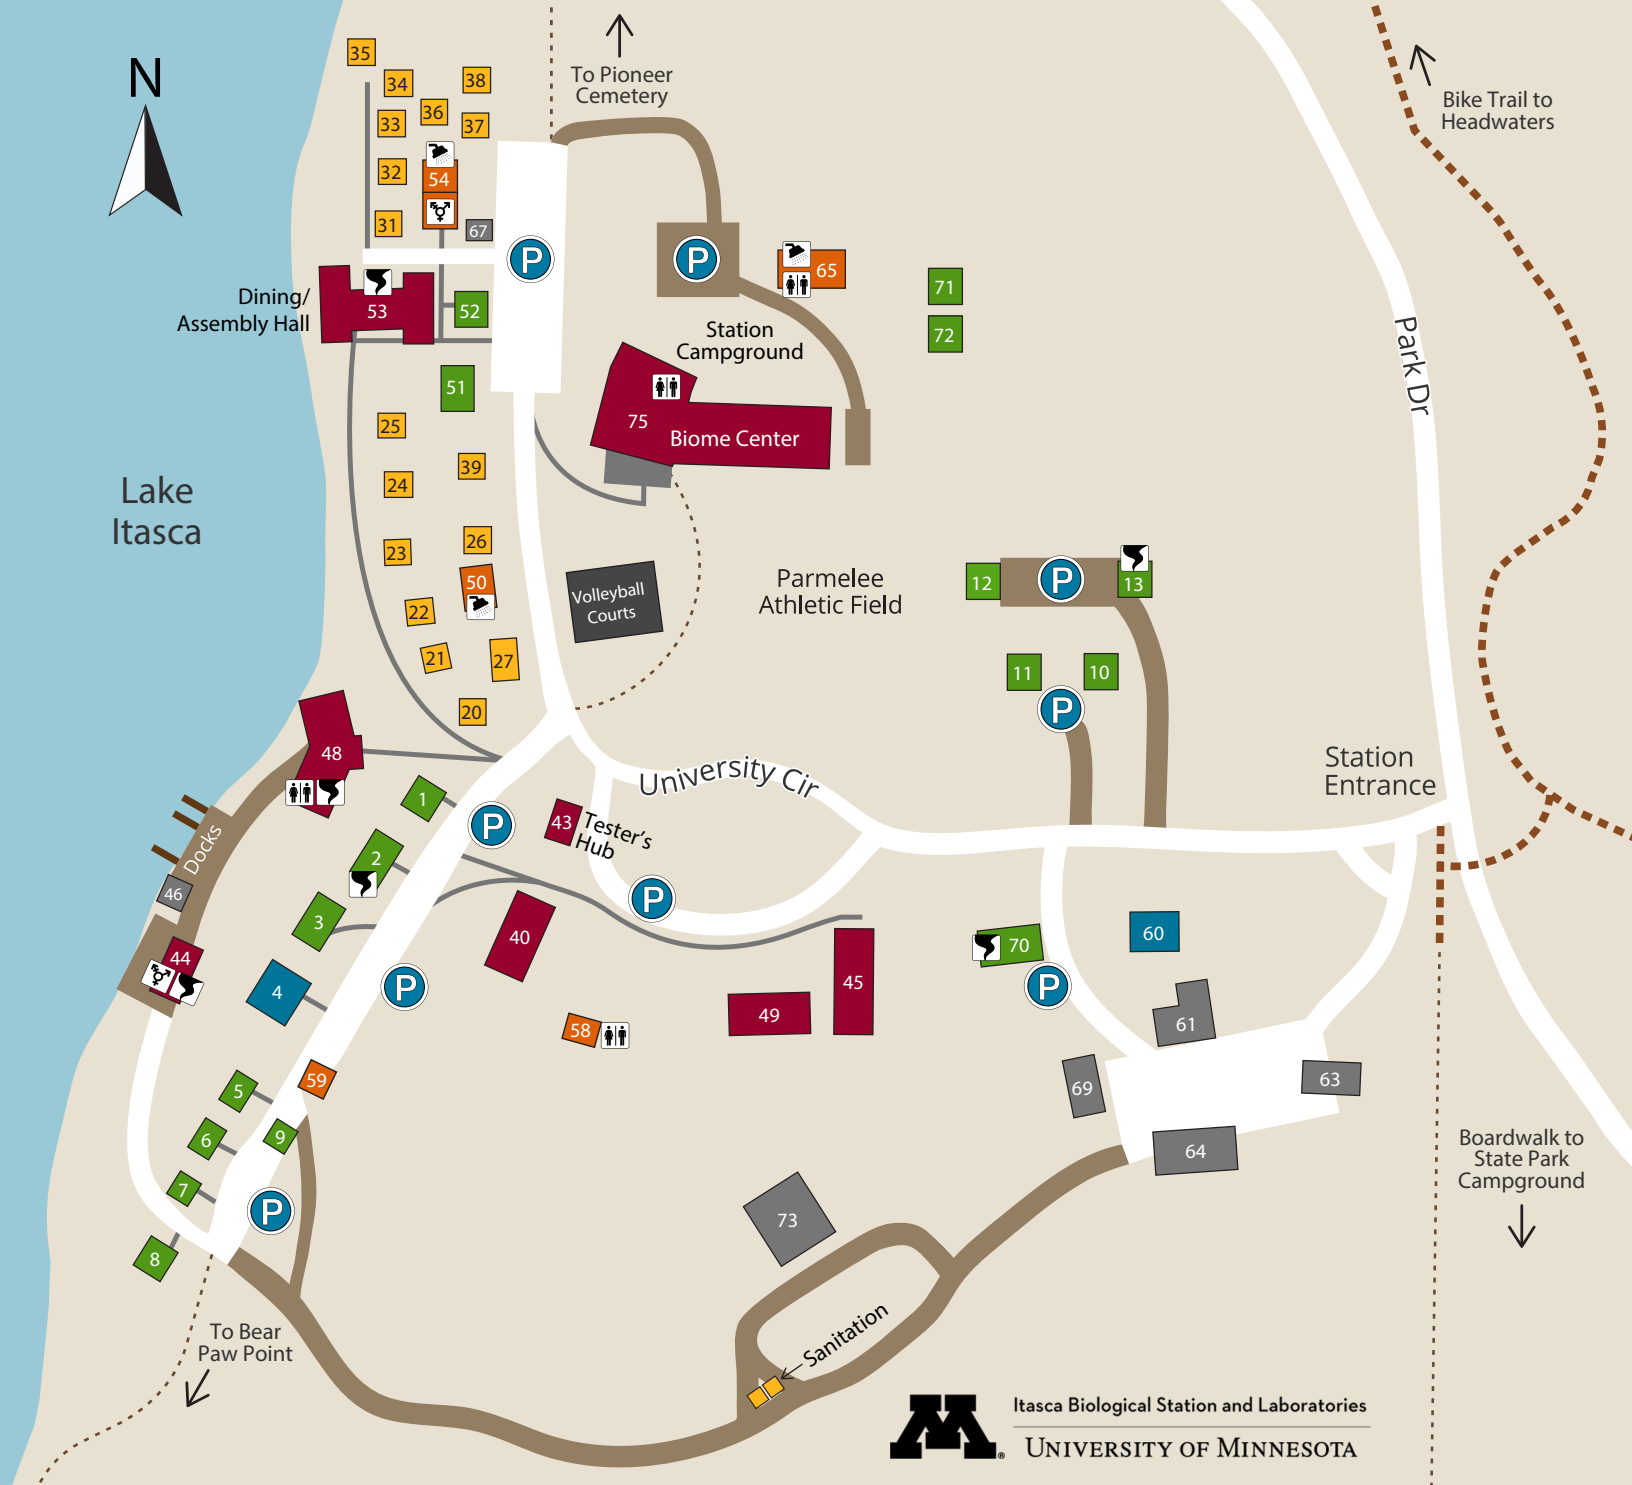 N
To Pioneer
Cemetery
Bike Trail to
Headwaters
35
34
38
36
33
37
32
54
31
67
P
P
65
71
72
Dining/
Assembly Hall
53
52
Station
Campground
Park Dr
51
75
Biome Center
25
39
24
Lake
Itasca
23
26
50
22
21
27
20
Volleyball
Courts
Parmelee
Athletic Field
12
P
13
11
10
P
Station
Entrance
48
University Cir
1
P
43
Tester's
Hub
2
Docks
46
3
P
40
44
4
P
45
49
58
70
P
60
61
69
63
64
5
59
6
9
7
P
8
73
Boardwalk to
State Park
Campground
To Bear
Paw Point
Sanitation
M
®
Itasca Biological Station and Laboratories
UNIVERSITY OF MINNESOTA